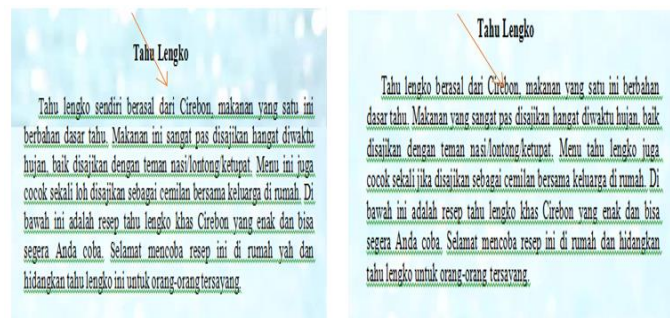 Tahu Lengko
Tahu lengko sendiri berasal dari Cirebon, makanan yang satu ini
berbahan dasar tahu. Makanan ini sangat pas disajikan hangat diwaktu
hujan, baik disajikan dengan teman nasi/lontong/ketupat. Menu ini juga
cocok sekali loh disajikan sebagai cemilan bersama keluarga di rumah. Di
bawah ini adalah resep tahu lengko khas Cirebon yang enak dan bisa
segera Anda coba. Selamat mencoba resep ini di rumah yah dan
hidangkan tahu lengko ini untuk orang-orang tersayang.
Tahu Lengko
Tahu lengko berasal dari Cirebon, makanan yang satu ini berbahan
dasar tahu. Makanan yang sangat pas disajikan hangat diwaktu hujan, baik
disajikan dengan teman nasi/lontong/ketupat. Menu tahu lengko juga
cocok sekali jika disajikan sebagai cemilan bersama keluarga di rumah. Di
bawah ini adalah resep tahu lengko khas Cirebon yang enak dan bisa
segera Anda coba. Selamat mencoba resep ini di rumah dan hidangkan
tahu lengko untuk orang-orang tersayang.